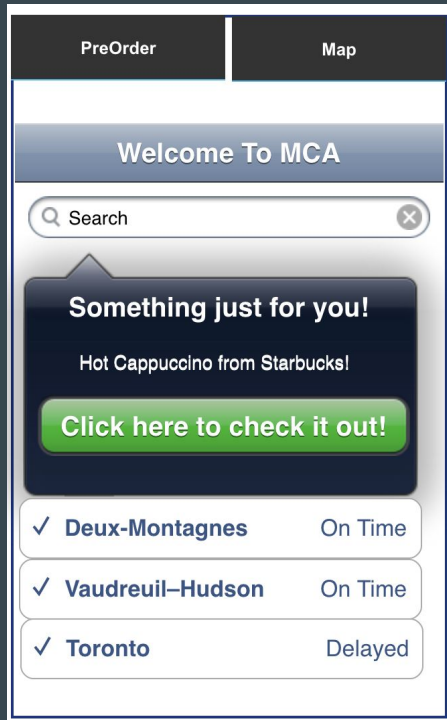 PreOrder
Map
Welcome To MCA
Search
Something just for you!
Hot Cappuccino from Starbucks!
Click here to check it out!
Deux-Montagnes On Time
Vaudreuil–Hudson On Time
Toronto Delayed